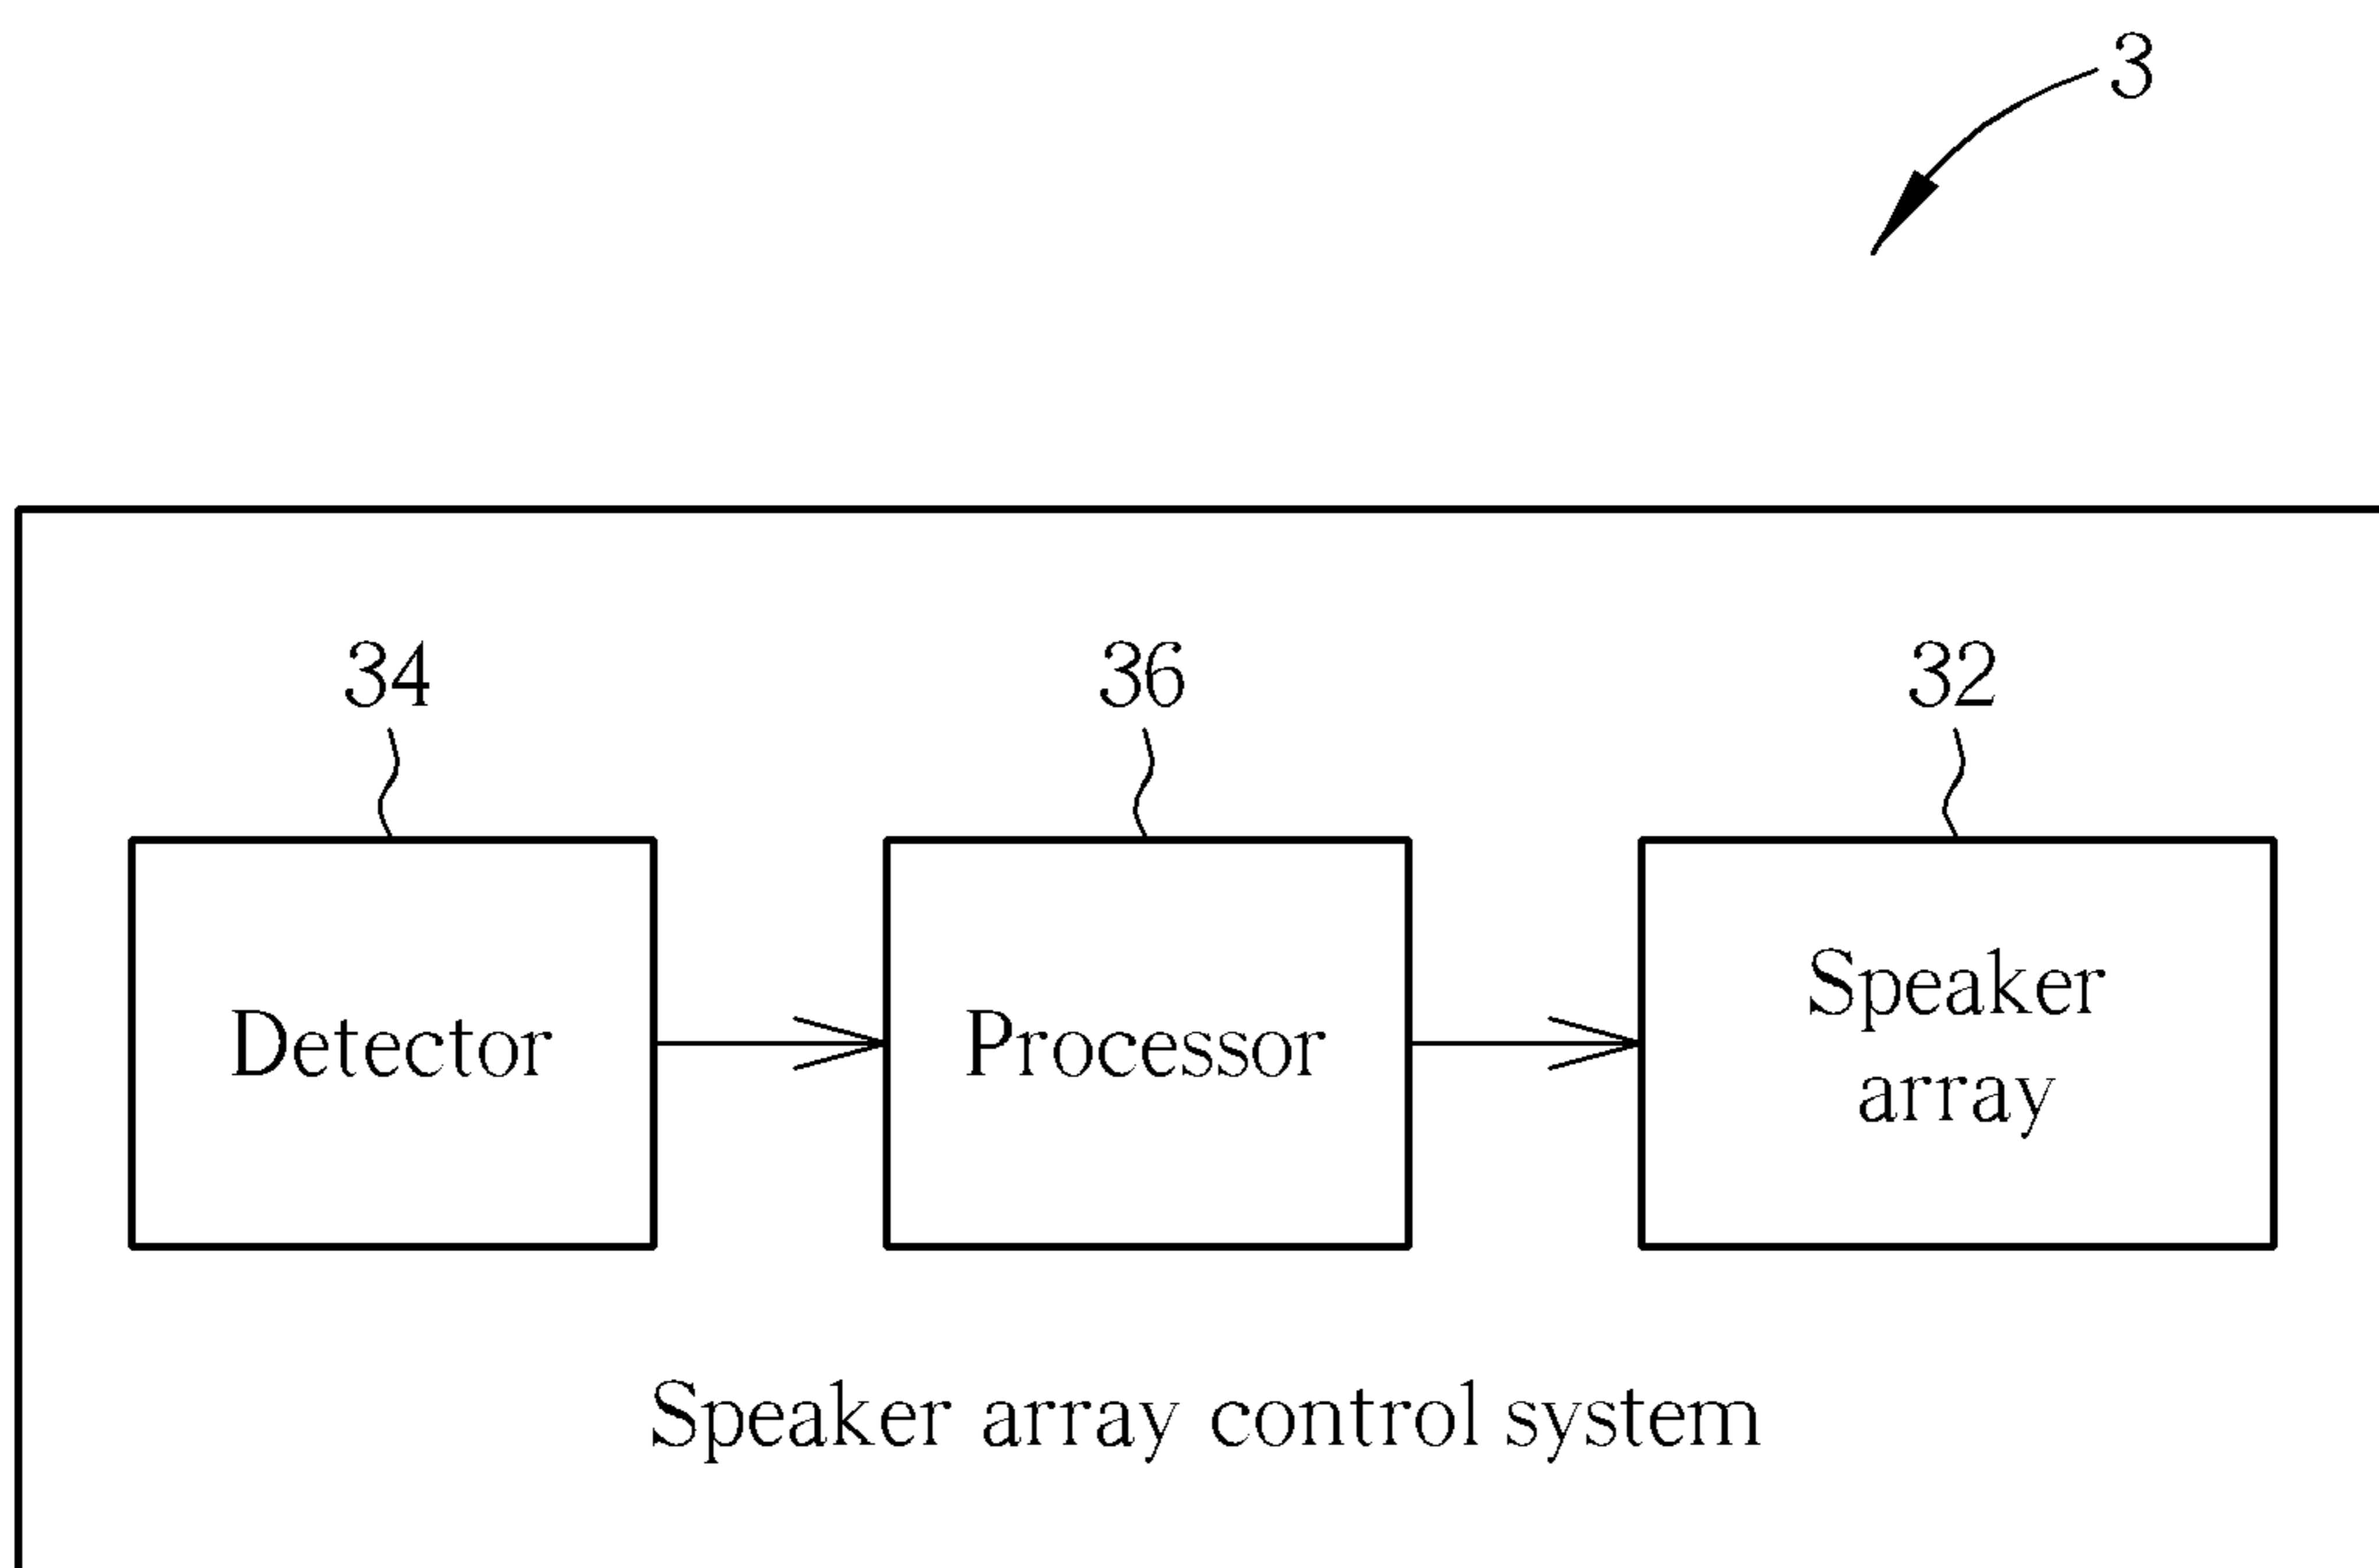 3
34
36
32
Detector
Processor
Speaker
array
Speaker array control system